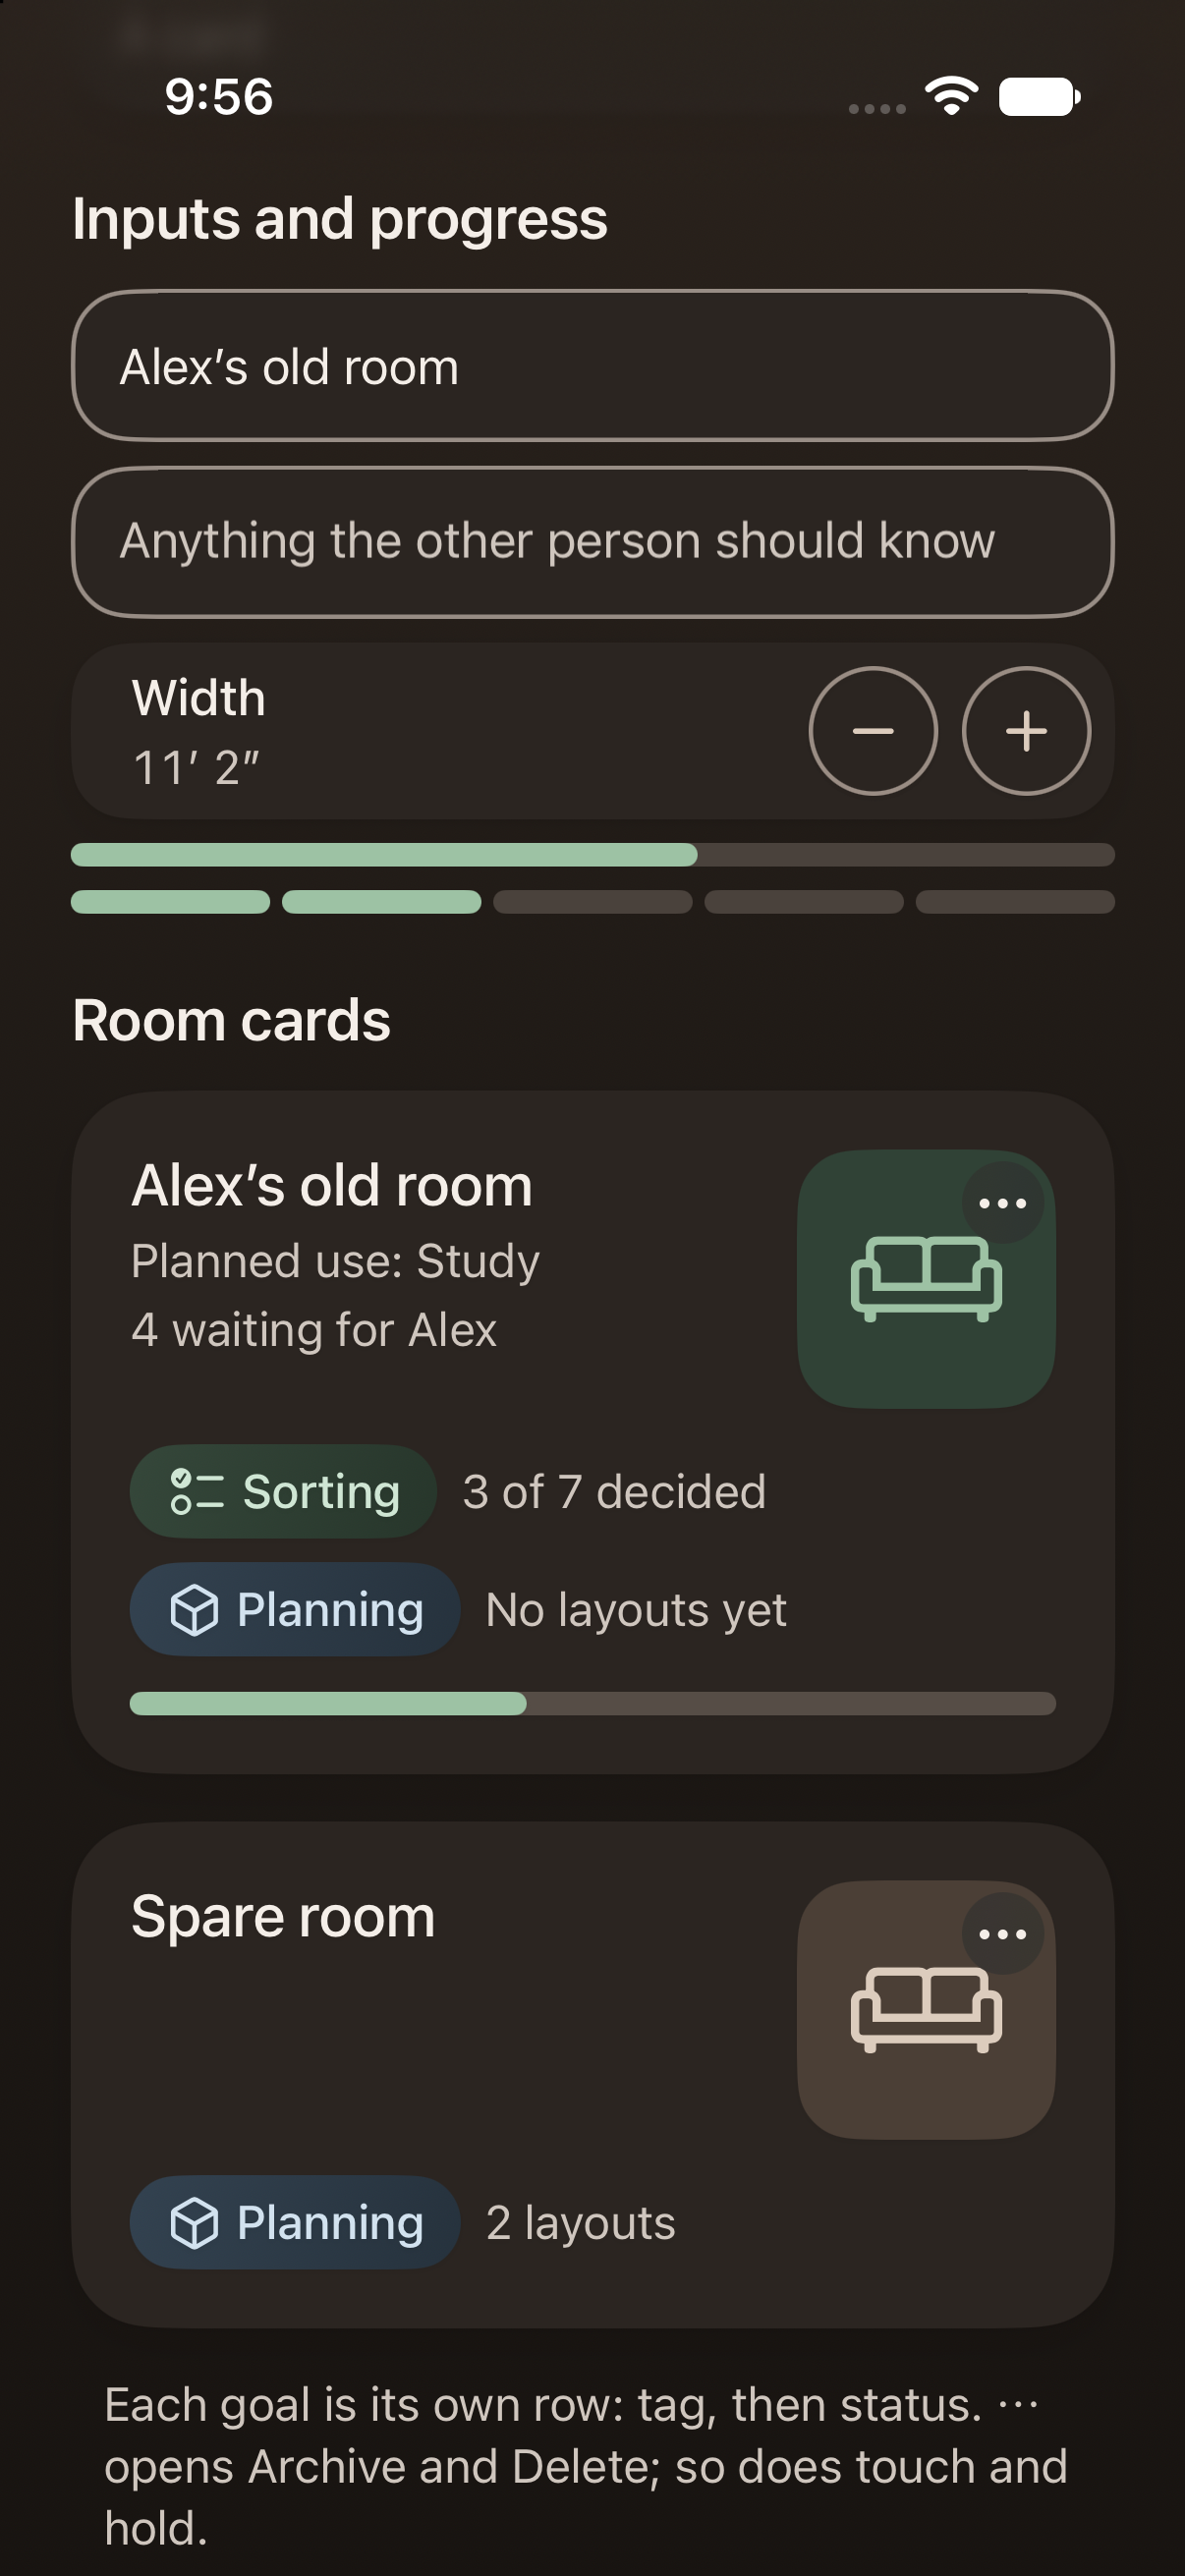 9:56
Inputs and progress
Alex’s old room
Anything the other person should know
Width
11′ 2″
Room cards
Alex’s old room
Planned use: Study
4 waiting for Alex
Sorting 3 of 7 decided
Planning No layouts yet
Spare room
Planning 2 layouts
Each goal is its own row: tag, then status. ···
opens Archive and Delete; so does touch and
hold.